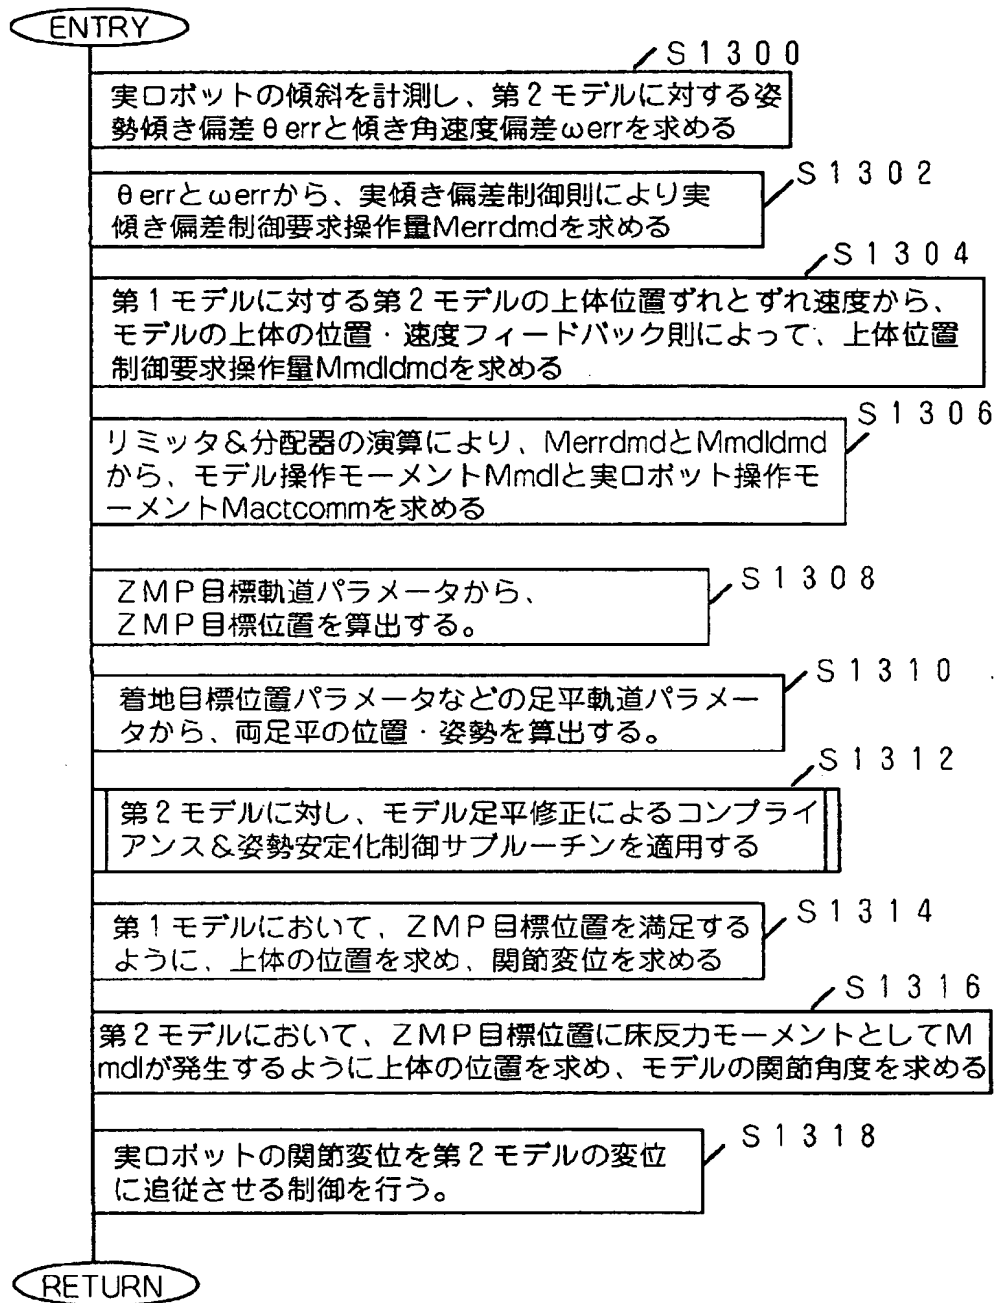 ENTRY
S1300
実ロボットの傾斜を計測し、第2モデルに対する姿
勢傾き偏差θerrと傾き角速度偏差ωerrを求める
S1302
θerrとωerrから、実傾き偏差制御則により実
傾き偏差制御要求操作量Merrdmdを求める
S1304
第1モデルに対する第2モデルの上体位置ずれとずれ速度から、
モデルの上体の位置・速度フィードバック則によって、上体位置
制御要求操作量Mmdldmdを求める
S1306
リミッタ&分配器の演算により、MerrdmdとMmdldmd
から、モデル操作モーメントMmdlと実ロボット操作モ
ーメントMactcommを求める
S1308
ZMP目標軌道パラメータから、
ZMP目標位置を算出する。
S1310
着地目標位置パラメータなどの足平軌道パラメー
タから、両足平の位置・姿勢を算出する。
S1312
第2モデルに対し、モデル足平修正によるコンプライ
アンス&姿勢安定化制御サブルーチンを適用する
S1314
第1モデルにおいて、ZMP目標位置を満足する
ように、上体の位置を求め、関節変位を求める
S1316
第2モデルにおいて、ZMP目標位置に床反力モーメントとしてM
mdlが発生するように上体の位置を求め、モデルの関節角度を求める
S1318
実ロボットの関節変位を第2モデルの変位
に追従させる制御を行う。
RETURN